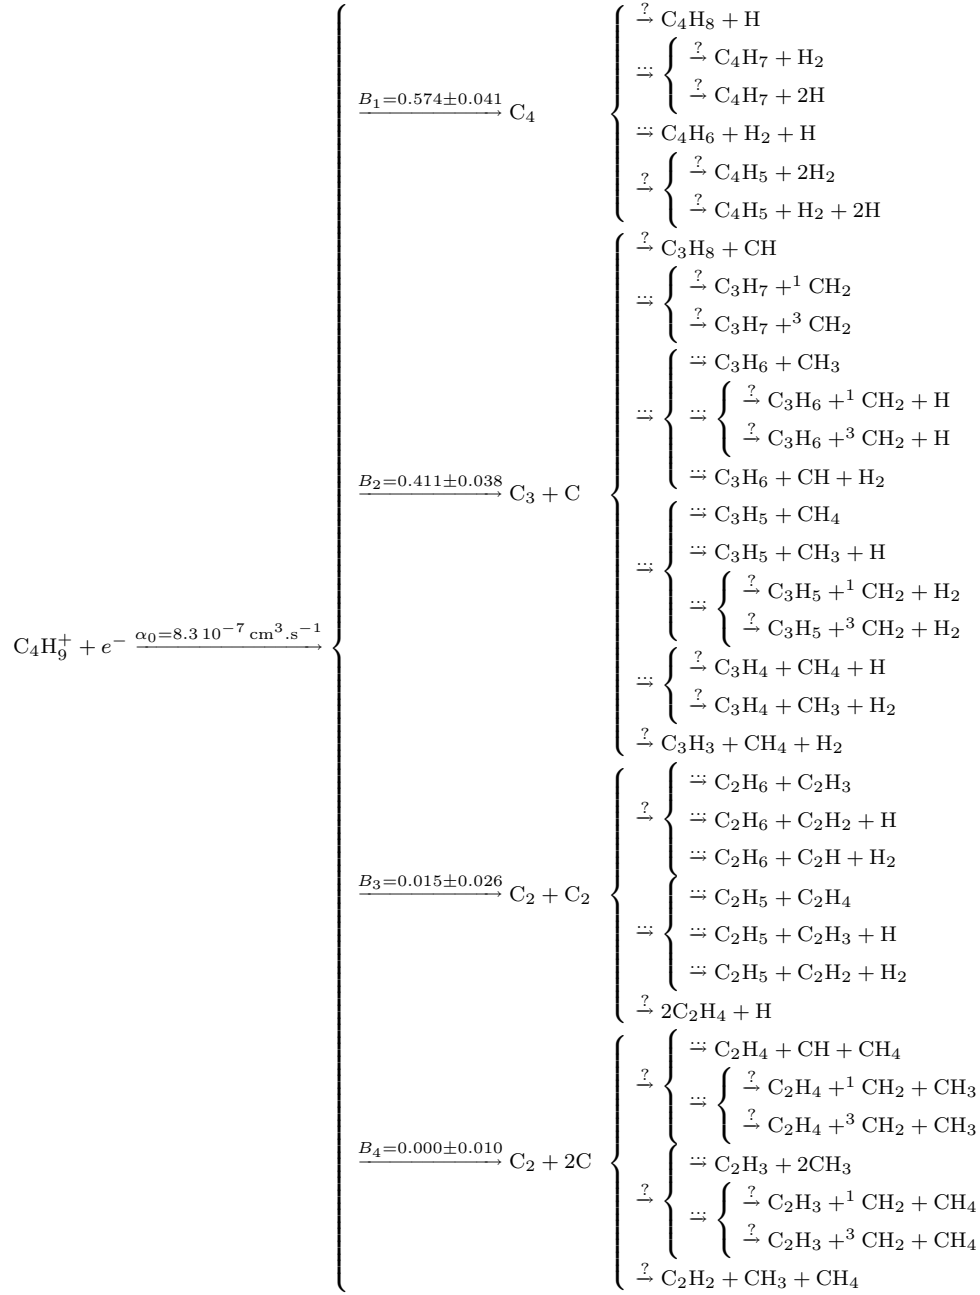 ? → C₄H₈ + H
... → ? → C₄H₇ + H₂
? → C₄H₇ + 2H
B₁=0.574±0.041 → C₄
... → C₄H₆ + H₂ + H
? → ? → C₄H₅ + 2H₂
? → C₄H₅ + H₂ + 2H
? → C₃H₈ + CH
... → ? → C₃H₇ +¹ CH₂
? → C₃H₇ +³ CH₂
... → ... → C₃H₆ + CH₃
... → ? → C₃H₆ +¹ CH₂ + H
? → C₃H₆ +³ CH₂ + H
... → C₃H₆ + CH + H₂
B₂=0.411±0.038 → C₃ + C
... → ... → C₃H₅ + CH₄
... → C₃H₅ + CH₃ + H
... → ? → C₃H₅ +¹ CH₂ + H₂
? → C₃H₅ +³ CH₂ + H₂
C₄H₉⁺ + e⁻ α₀=8.3 10⁻⁷ cm³.s⁻¹ →
... → ? → C₃H₄ + CH₄ + H
? → C₃H₄ + CH₃ + H₂
? → C₃H₃ + CH₄ + H₂
? → ... → C₂H₆ + C₂H₃
... → C₂H₆ + C₂H₂ + H
... → C₂H₆ + C₂H + H₂
B₃=0.015±0.026 → C₂ + C₂
... → ... → C₂H₅ + C₂H₄
... → C₂H₅ + C₂H₃ + H
... → C₂H₅ + C₂H₂ + H₂
? → 2C₂H₄ + H
? → ... → C₂H₄ + CH + CH₄
... → ? → C₂H₄ +¹ CH₂ + CH₃
? → C₂H₄ +³ CH₂ + CH₃
B₄=0.000±0.010 → C₂ + 2C
? → ... → C₂H₃ + 2CH₃
... → ? → C₂H₃ +¹ CH₂ + CH₄
? → C₂H₃ +³ CH₂ + CH₄
? → C₂H₂ + CH₃ + CH₄